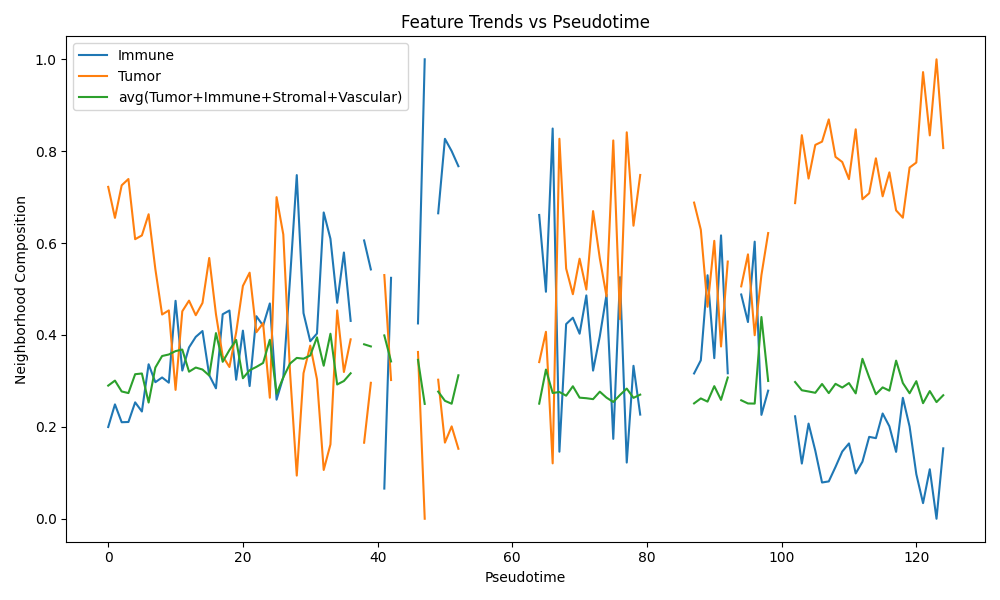 Feature Trends vs Pseudotime
Immune
Tumor
avg(Tumor+Immune+Stromal+Vascular)
Neighborhood Composition
1.0
0.8
0.6
0.4
0.2
0.0
0 20 40 60 80 100 120
Pseudotime